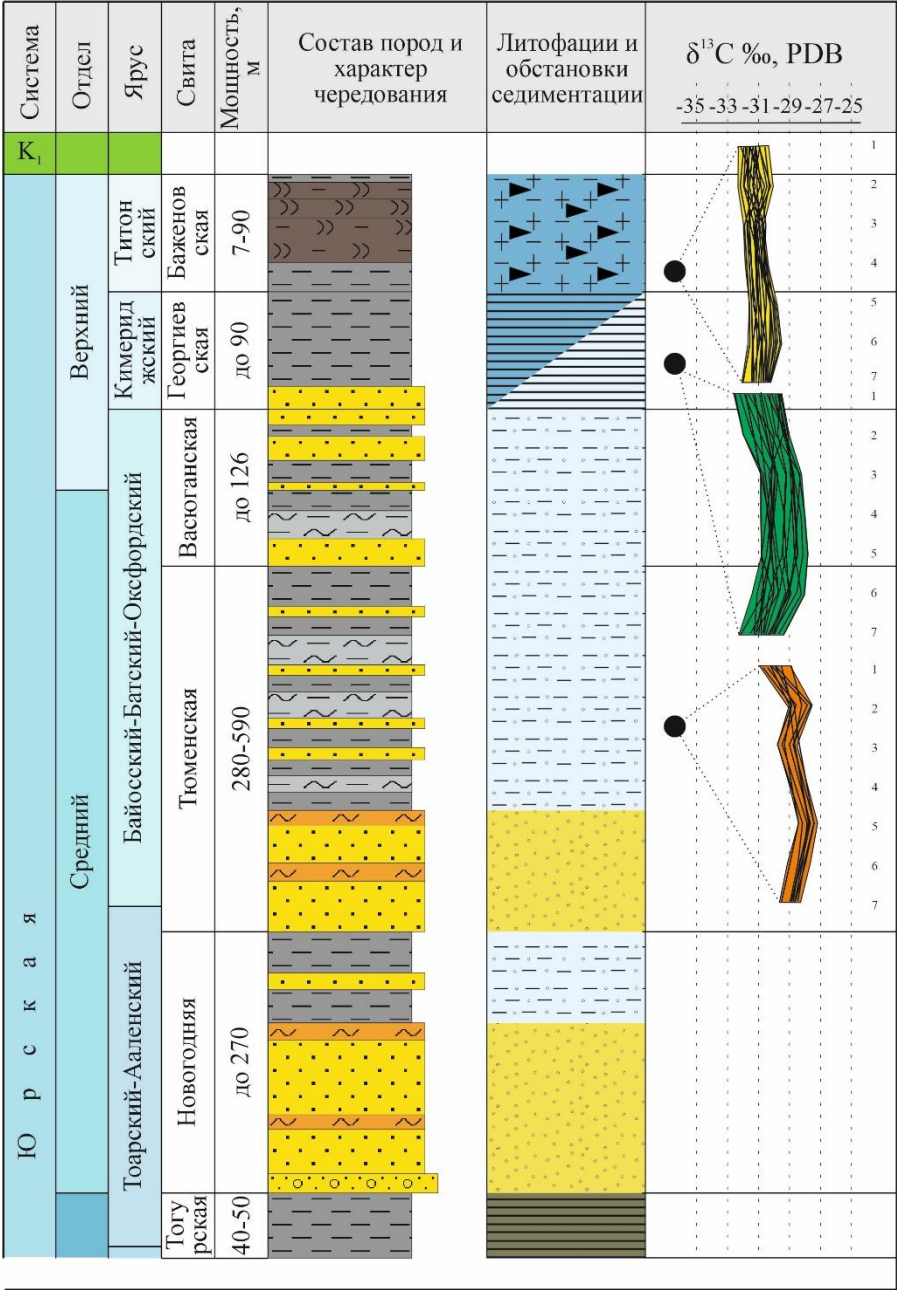 Система
Отдел
Ярус
Свита
Мощность, м
Состав пород и
характер
чередования
Литофации и
обстановки
седиментации
δ¹³C ‰, PDB
-35 -33 -31 -29 -27 -25
K₁
Юрская
Верхний
Средний
Титон
ский
Кимерид
жский
Байосский-Батский-Оксфордский
Тоарский-Ааленский
Баженов
ская
Георгиев
ская
Васюганская
Тюменская
Новогодняя
Тогу
рская
7-90
до 90
до 126
280-590
до 270
40-50
1
2
3
4
5
6
7
1
2
3
4
5
6
7
1
2
3
4
5
6
7